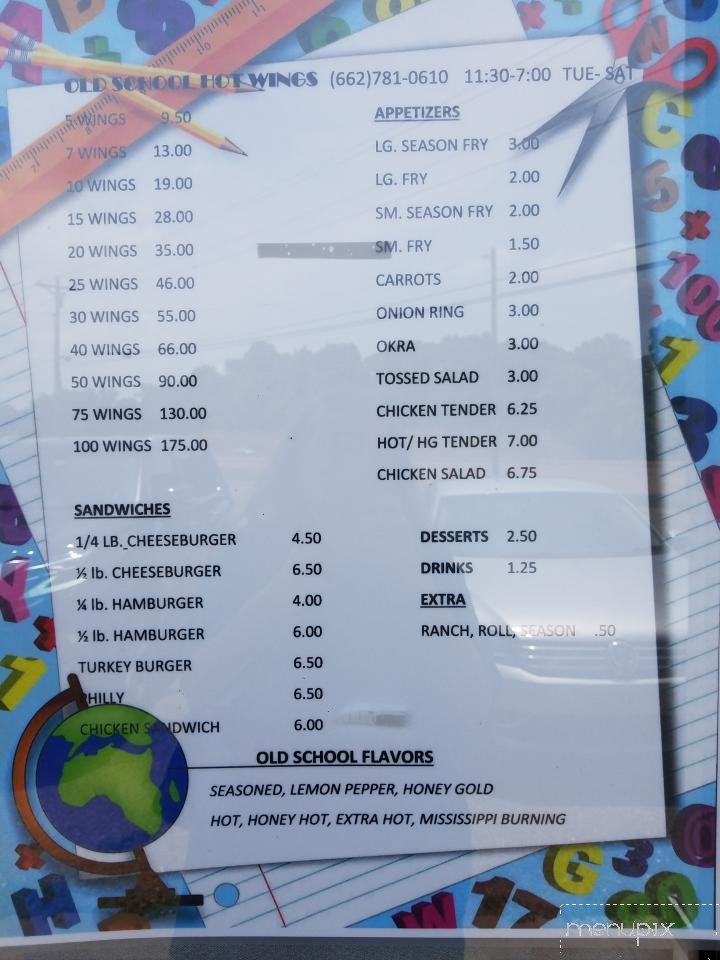 OLD SCHOOL HOT WINGS (662)781-0610 11:30-7:00 TUE- SAT
5 WINGS 9.50
7 WINGS 13.00
10 WINGS 19.00
15 WINGS 28.00
20 WINGS 35.00
25 WINGS 46.00
30 WINGS 55.00
40 WINGS 66.00
50 WINGS 90.00
75 WINGS 130.00
100 WINGS 175.00
APPETIZERS
LG. SEASON FRY 3.00
LG. FRY 2.00
SM. SEASON FRY 2.00
SM. FRY 1.50
CARROTS 2.00
ONION RING 3.00
OKRA 3.00
TOSSED SALAD 3.00
CHICKEN TENDER 6.25
HOT/ HG TENDER 7.00
CHICKEN SALAD 6.75
SANDWICHES
1/4 LB. CHEESEBURGER 4.50
½ lb. CHEESEBURGER 6.50
¼ lb. HAMBURGER 4.00
½ lb. HAMBURGER 6.00
TURKEY BURGER 6.50
PHILLY 6.50
CHICKEN SANDWICH 6.00
DESSERTS 2.50
DRINKS 1.25
EXTRA
RANCH, ROLL, SEASON .50
OLD SCHOOL FLAVORS
SEASONED, LEMON PEPPER, HONEY GOLD
HOT, HONEY HOT, EXTRA HOT, MISSISSIPPI BURNING
menupix